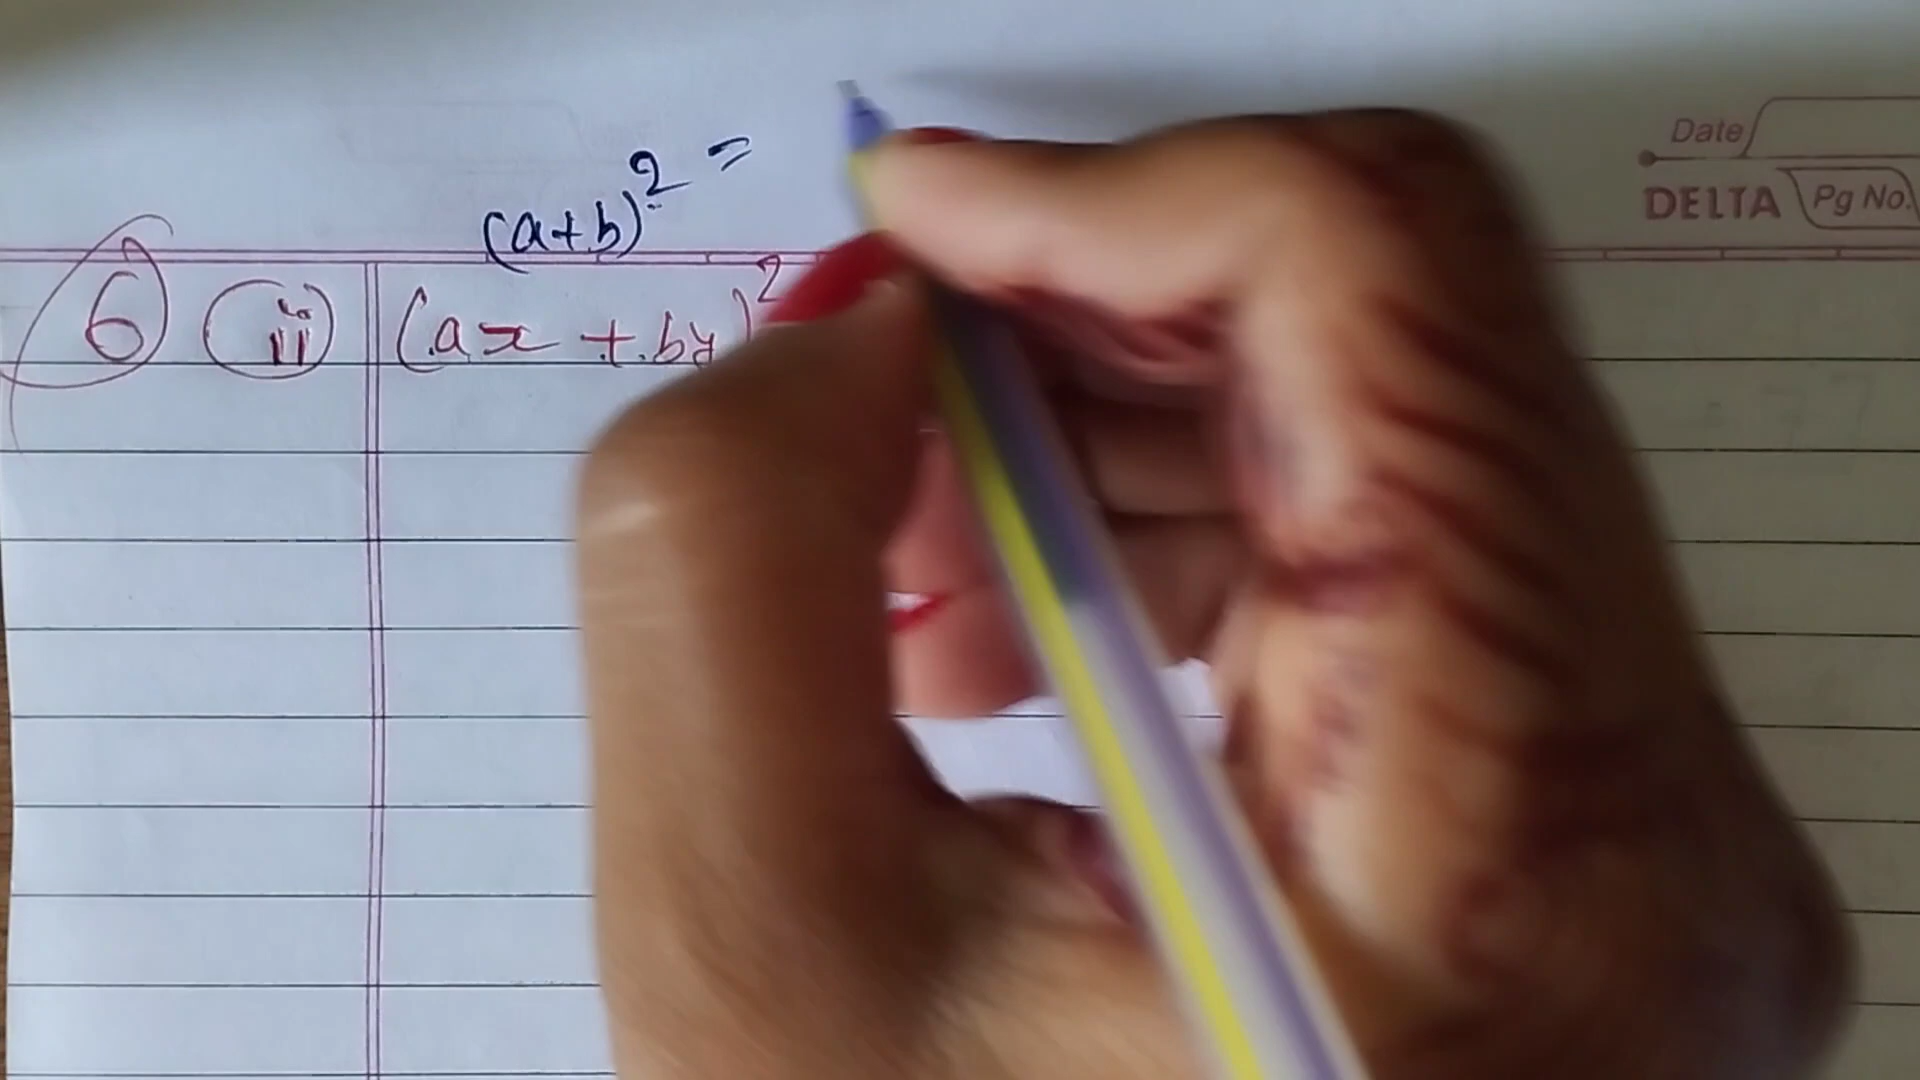 (a+b)² =
Date
DELTA Pg No.
6 (ii) (ax + by)²